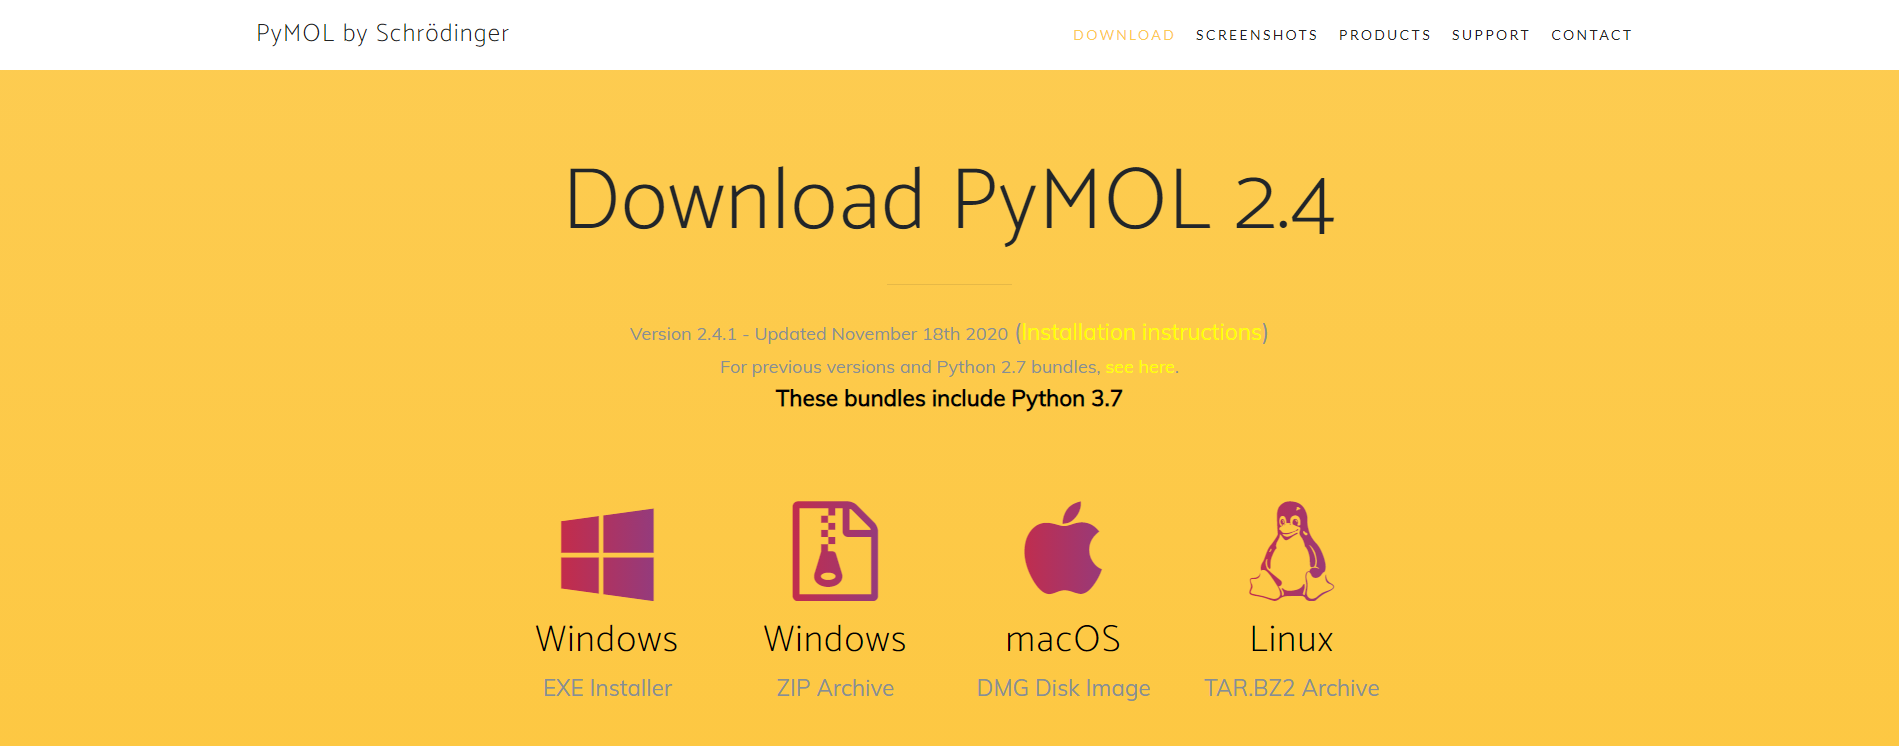 PyMOL by Schrödinger
DOWNLOAD SCREENSHOTS PRODUCTS SUPPORT CONTACT
Download PyMOL 2.4
Version 2.4.1 - Updated November 18th 2020 (Installation instructions)
For previous versions and Python 2.7 bundles, see here.
These bundles include Python 3.7
Windows
EXE Installer
Windows
ZIP Archive
macOS
DMG Disk Image
Linux
TAR.BZ2 Archive